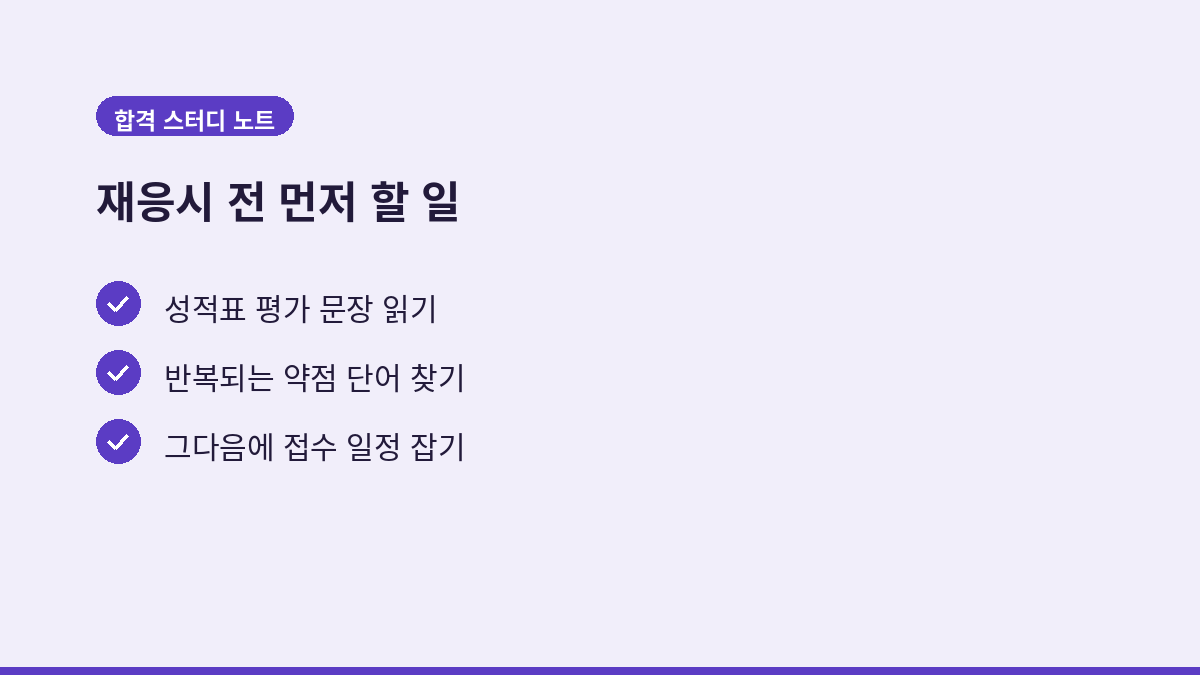 합격 스터디 노트
재응시 전 먼저 할 일
성적표 평가 문장 읽기
반복되는 약점 단어 찾기
그다음에 접수 일정 잡기